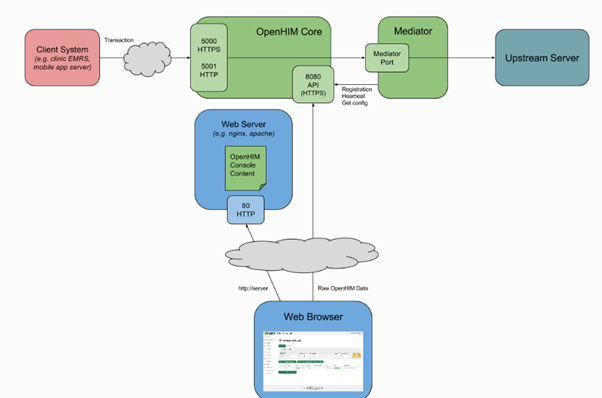 Client System
(e.g. clinic EMRS,
mobile app server)
Transaction
5000
HTTPS
5001
HTTP
OpenHIM Core
8080
API
(HTTPS)
Mediator
Mediator
Port
Registration
Hearbeat
Get config
Upstream Server
Web Server
(e.g. nginx, apache)
OpenHIM
Console
Content
80
HTTP
http://server
Raw OpenHIM Data
Web Browser